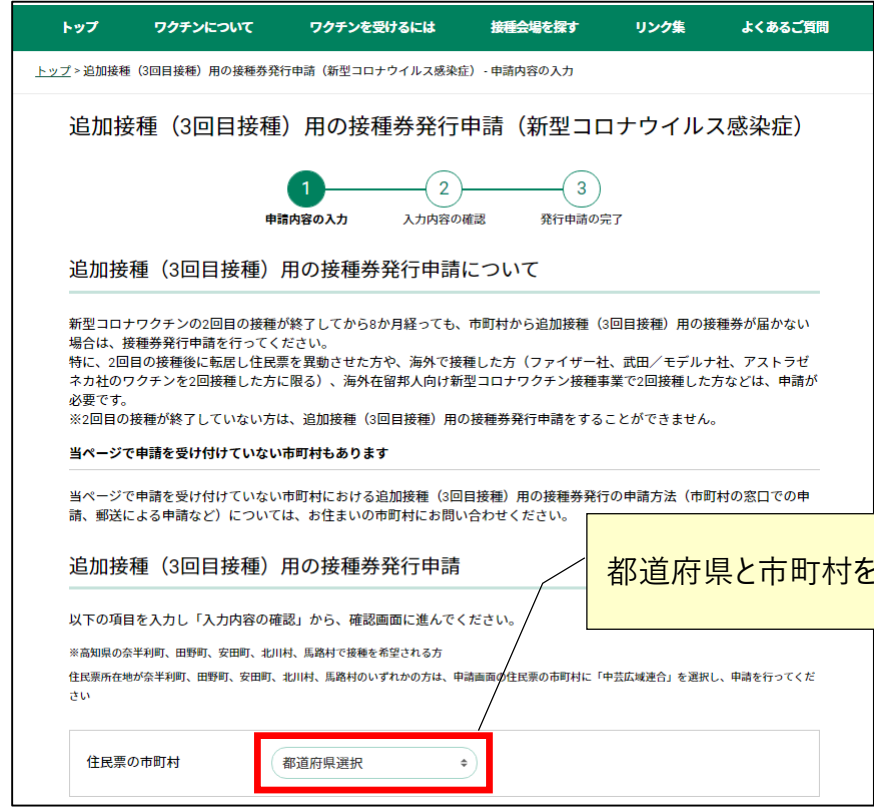 トップ ワクチンについて ワクチンを受けるには 接種会場を探す リンク集 よくあるご質問
トップ > 追加接種（3回目接種）用の接種券発行申請（新型コロナウイルス感染症） - 申請内容の入力
追加接種（3回目接種）用の接種券発行申請（新型コロナウイルス感染症）
1 2 3
申請内容の入力 入力内容の確認 発行申請の完了
追加接種（3回目接種）用の接種券発行申請について
新型コロナワクチンの2回目の接種が終了してから8か月経っても、市町村から追加接種（3回目接種）用の接種券が届かない
場合は、接種券発行申請を行ってください。
特に、2回目の接種後に転居し住民票を異動させた方や、海外で接種した方（ファイザー社、武田／モデルナ社、アストラゼ
ネカ社のワクチンを2回接種した方に限る）、海外在留邦人向け新型コロナワクチン接種事業で2回接種した方などは、申請が
必要です。
※2回目の接種が終了していない方は、追加接種（3回目接種）用の接種券発行申請をすることができません。
当ページで申請を受け付けていない市町村もあります
当ページで申請を受け付けていない市町村における追加接種（3回目接種）用の接種券発行の申請方法（市町村の窓口での申
請、郵送による申請など）については、お住まいの市町村にお問い合わせください。
追加接種（3回目接種）用の接種券発行申請
都道府県と市町村を
以下の項目を入力し「入力内容の確認」から、確認画面に進んでください。
※高知県の奈半利町、田野町、安田町、北川村、馬路村で接種を希望される方
住民票所在地が奈半利町、田野町、安田町、北川村、馬路村のいずれかの方は、申請画面の住民票の市町村に「中芸広域連合」を選択し、申請を行ってくだ
さい
住民票の市町村 都道府県選択